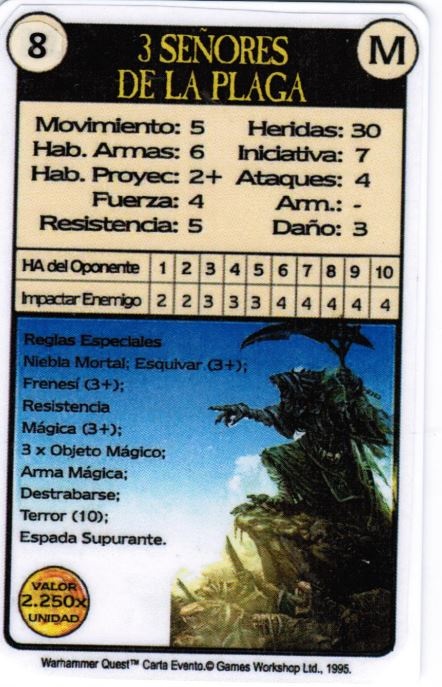 8
3 SEÑORES
DE LA PLAGA
M
Movimiento: 5 Heridas: 30
Hab. Armas: 6 Iniciativa: 7
Hab. Proyec: 2+ Ataques: 4
Fuerza: 4 Arm.: -
Resistencia: 5 Daño: 3
HA del Oponente 1 2 3 4 5 6 7 8 9 10
Impactar Enemigo 2 2 3 3 3 4 4 4 4 4
Reglas Especiales
Niebla Mortal; Esquivar (3+);
Frenesí (3+);
Resistencia
Mágica (3+);
3 x Objeto Mágico;
Arma Mágica;
Destrabarse;
Terror (10);
Espada Supurante.
VALOR
2.250x
UNIDAD
Warhammer Quest™ Carta Evento.© Games Workshop Ltd., 1995.